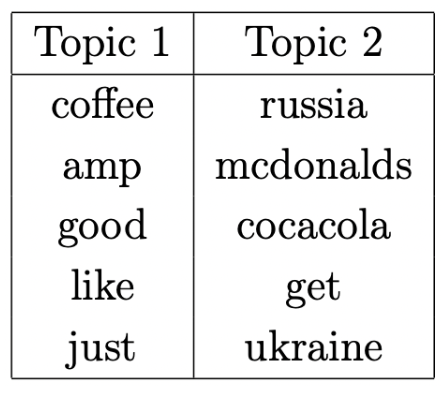 Topic 1 Topic 2
coffee russia
amp mcdonalds
good cocacola
like get
just ukraine